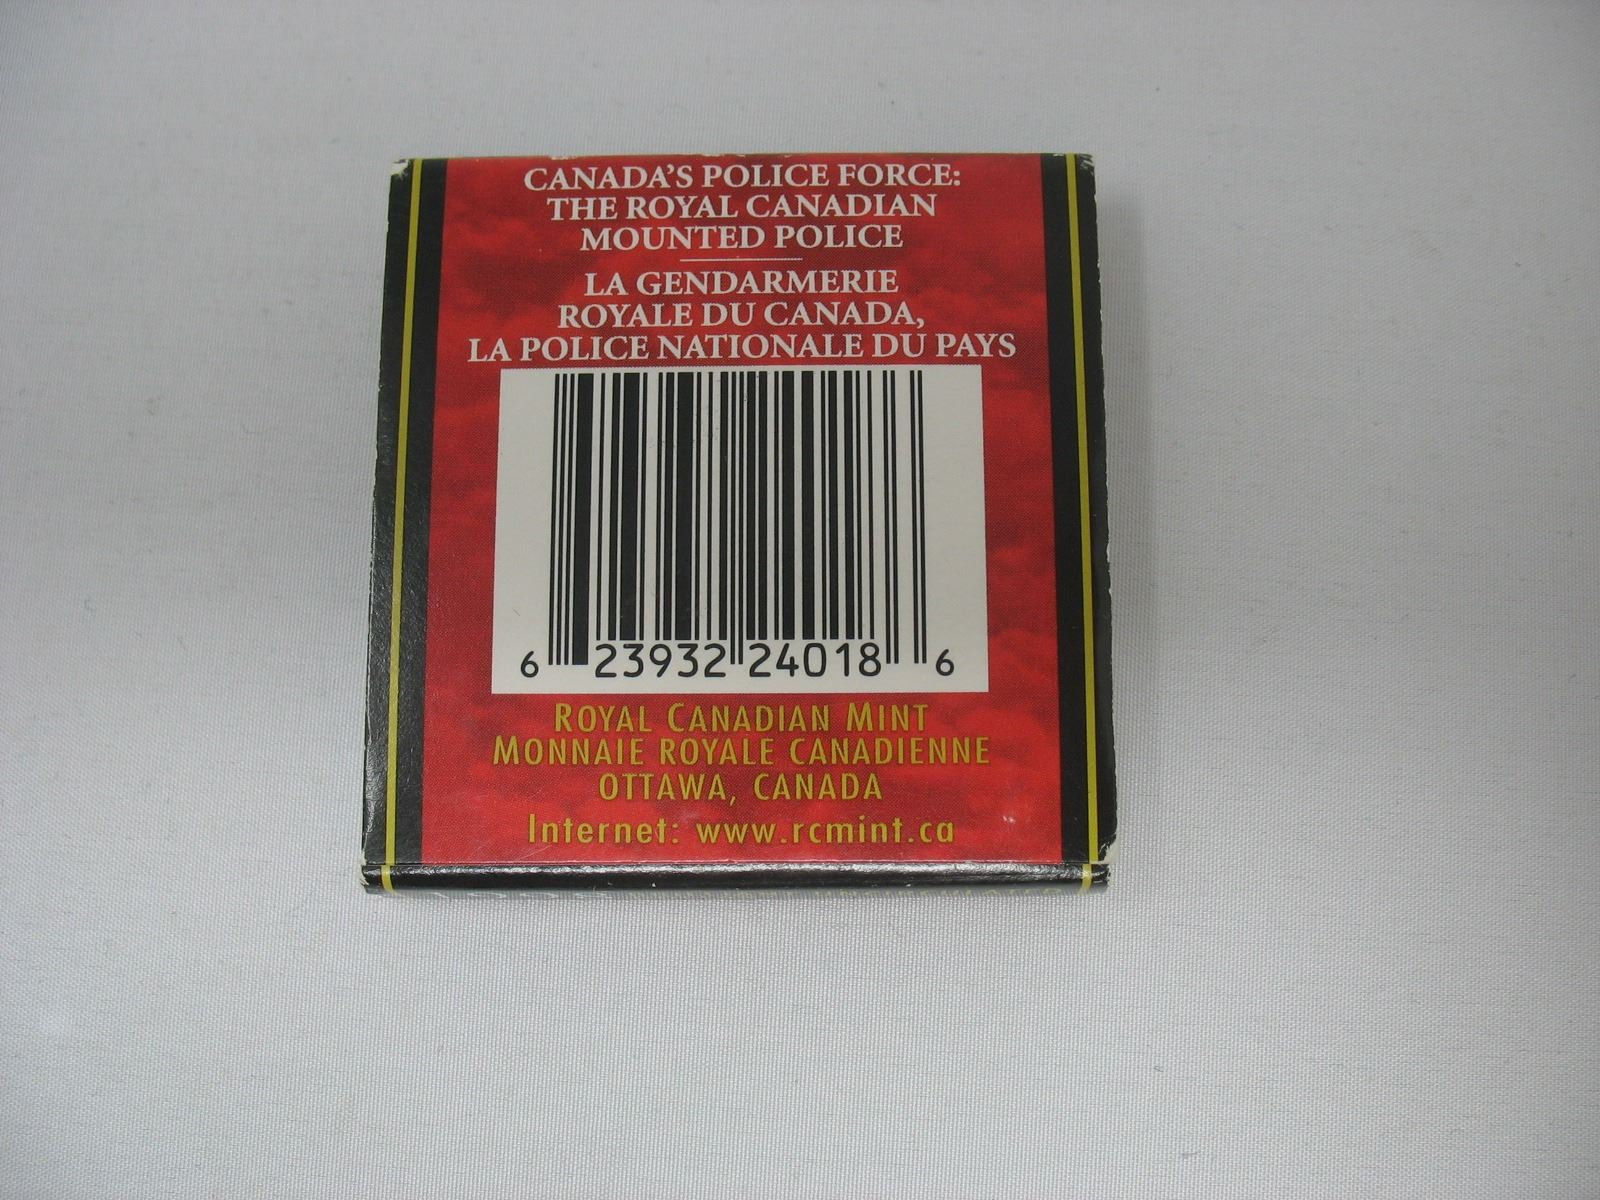 CANADA'S POLICE FORCE:
THE ROYAL CANADIAN
MOUNTED POLICE
LA GENDARMERIE
ROYALE DU CANADA,
LA POLICE NATIONALE DU PAYS
6 23932 24018 6
ROYAL CANADIAN MINT
MONNAIE ROYALE CANADIENNE
OTTAWA, CANADA
Internet: www.rcmint.ca